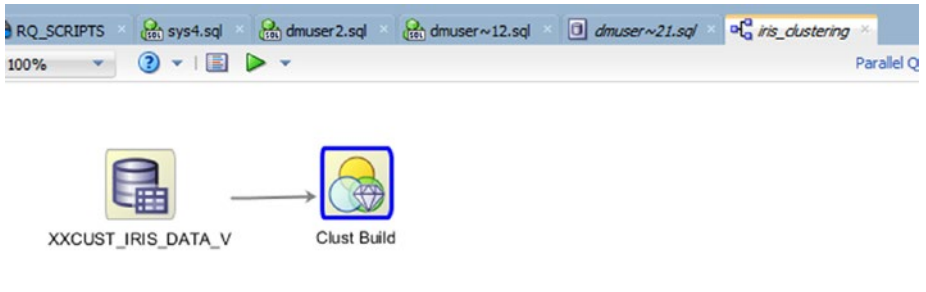 RQ_SCRIPTS sys4.sql dmuser2.sql dmuser~12.sql dmuser~21.sql iris_clustering
100% Parallel Q
XXCUST_IRIS_DATA_V Clust Build